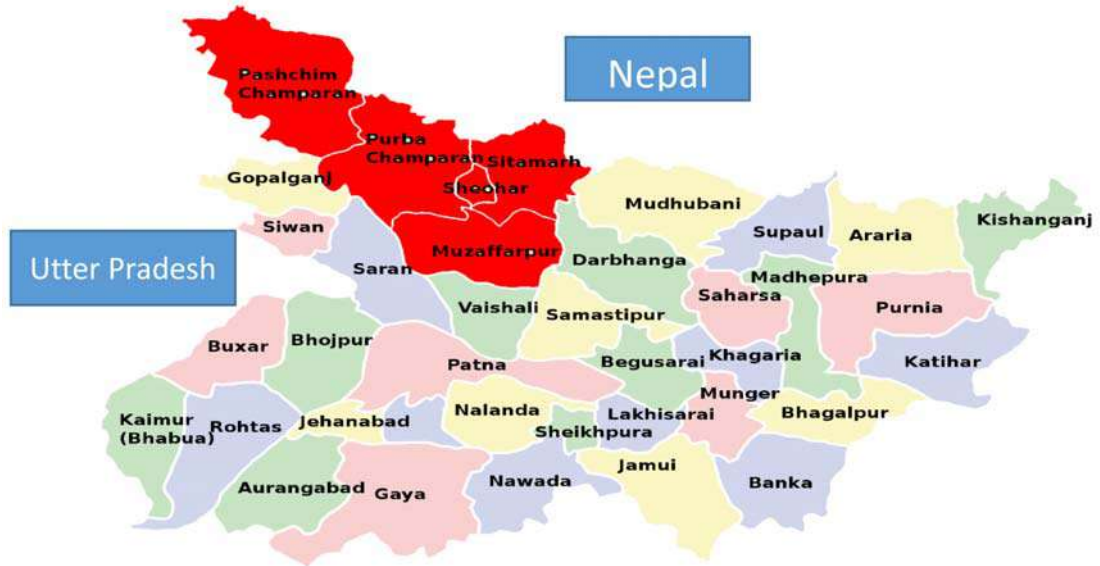 Nepal
Pashchim
Champaran
Purba
Champaran
Sitamarh
Sheohar
Gopalganj
Siwan
Mudhubani
Kishanganj
Supaul
Araria
Utter Pradesh
Muzaffarpur
Darbhanga
Saran
Madhepura
Saharsa
Vaishali
Samastipur
Purnia
Buxar
Bhojpur
Patna
Begusarai
Khagaria
Katihar
Munger
Kaimur
(Bhabua)
Rohtas
Jehanabad
Nalanda
Lakhisarai
Bhagalpur
Sheikhpura
Jamui
Aurangabad
Gaya
Nawada
Banka